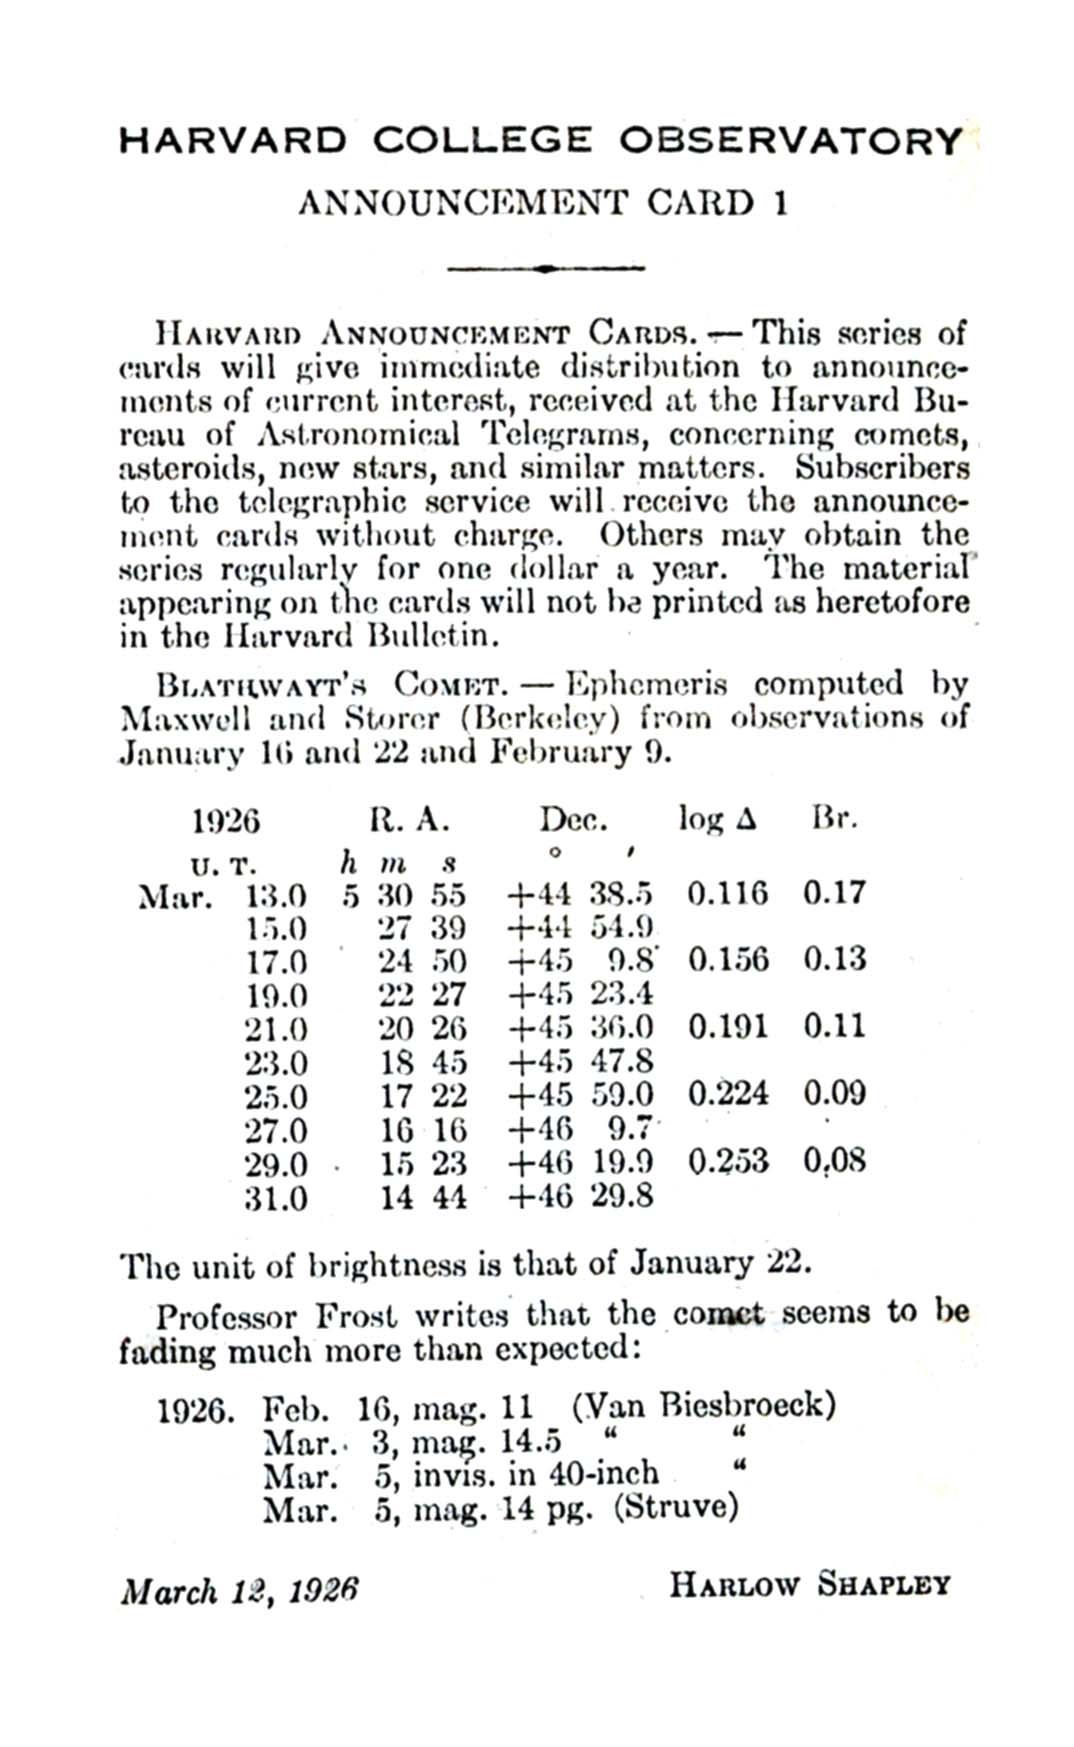 HARVARD COLLEGE OBSERVATORY
ANNOUNCEMENT CARD 1
HARVARD ANNOUNCEMENT CARDS. — This series of
cards will give immediate distribution to announce-
ments of current interest, received at the Harvard Bu-
reau of Astronomical Telegrams, concerning comets,
asteroids, new stars, and similar matters. Subscribers
to the telegraphic service will receive the announce-
ment cards without charge. Others may obtain the
series regularly for one dollar a year. The material
appearing on the cards will not be printed as heretofore
in the Harvard Bulletin.
BLATHWAYT'S COMET. — Ephemeris computed by
Maxwell and Storer (Berkeley) from observations of
January 16 and 22 and February 9.
1926 R. A. Dec. log Δ Br.
U. T. h m s ° ′
Mar. 13.0 5 30 55 +44 38.5 0.116 0.17
15.0 27 39 +44 54.9
17.0 24 50 +45 9.8 0.156 0.13
19.0 22 27 +45 23.4
21.0 20 26 +45 36.0 0.191 0.11
23.0 18 45 +45 47.8
25.0 17 22 +45 59.0 0.224 0.09
27.0 16 16 +46 9.7
29.0 15 23 +46 19.9 0.253 0.08
31.0 14 44 +46 29.8
The unit of brightness is that of January 22.
Professor Frost writes that the comet seems to be
fading much more than expected:
1926. Feb. 16, mag. 11 (Van Biesbroeck)
Mar. 3, mag. 14.5 “ “
Mar. 5, invis. in 40-inch “
Mar. 5, mag. 14 pg. (Struve)
March 12, 1926 HARLOW SHAPLEY